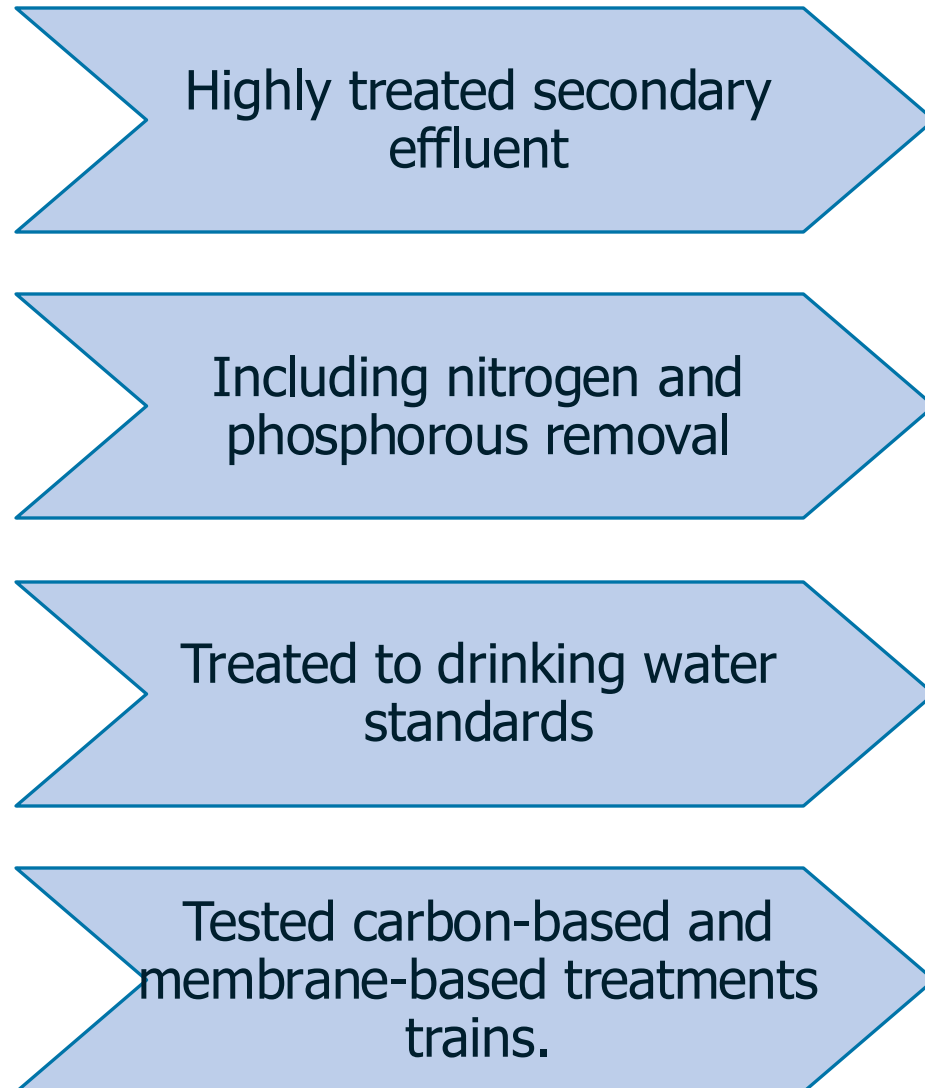 Highly treated secondary
effluent
Including nitrogen and
phosphorous removal
Treated to drinking water
standards
Tested carbon-based and
membrane-based treatments
trains.